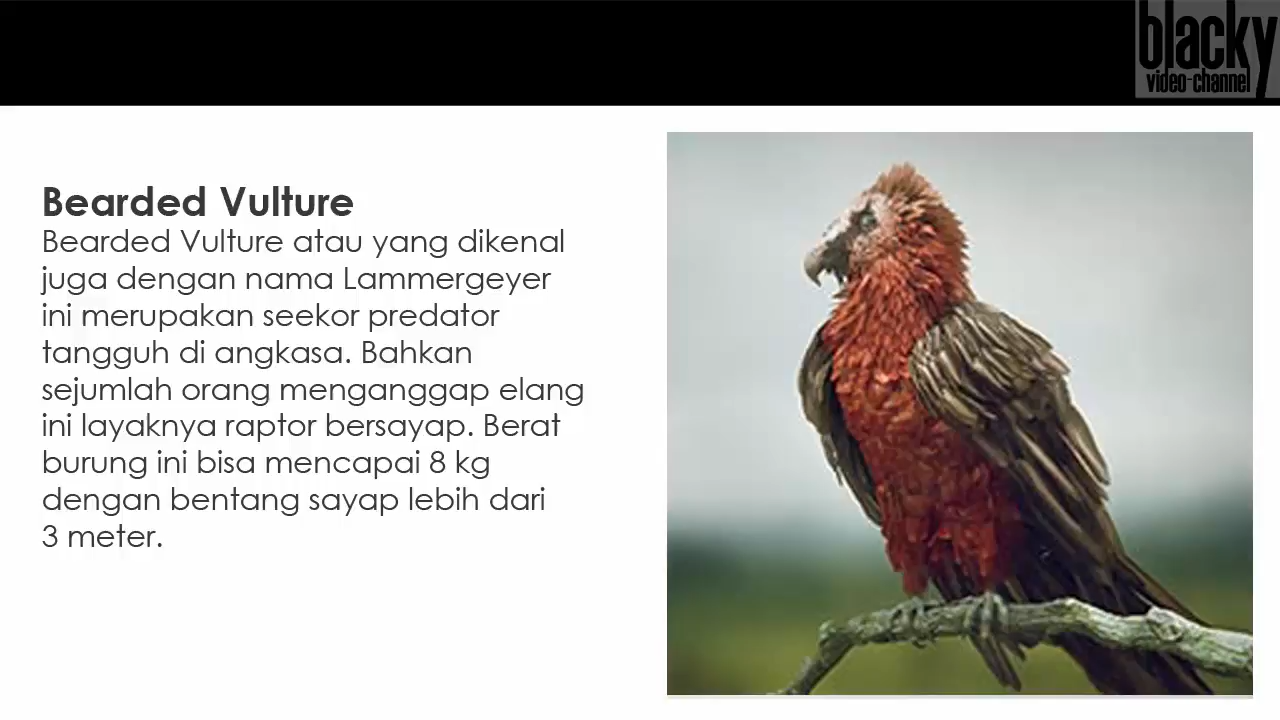 blacky
video-channel
Bearded Vulture
Bearded Vulture atau yang dikenal
juga dengan nama Lammergeyer
ini merupakan seekor predator
tangguh di angkasa. Bahkan
sejumlah orang menganggap elang
ini layaknya raptor bersayap. Berat
burung ini bisa mencapai 8 kg
dengan bentang sayap lebih dari
3 meter.